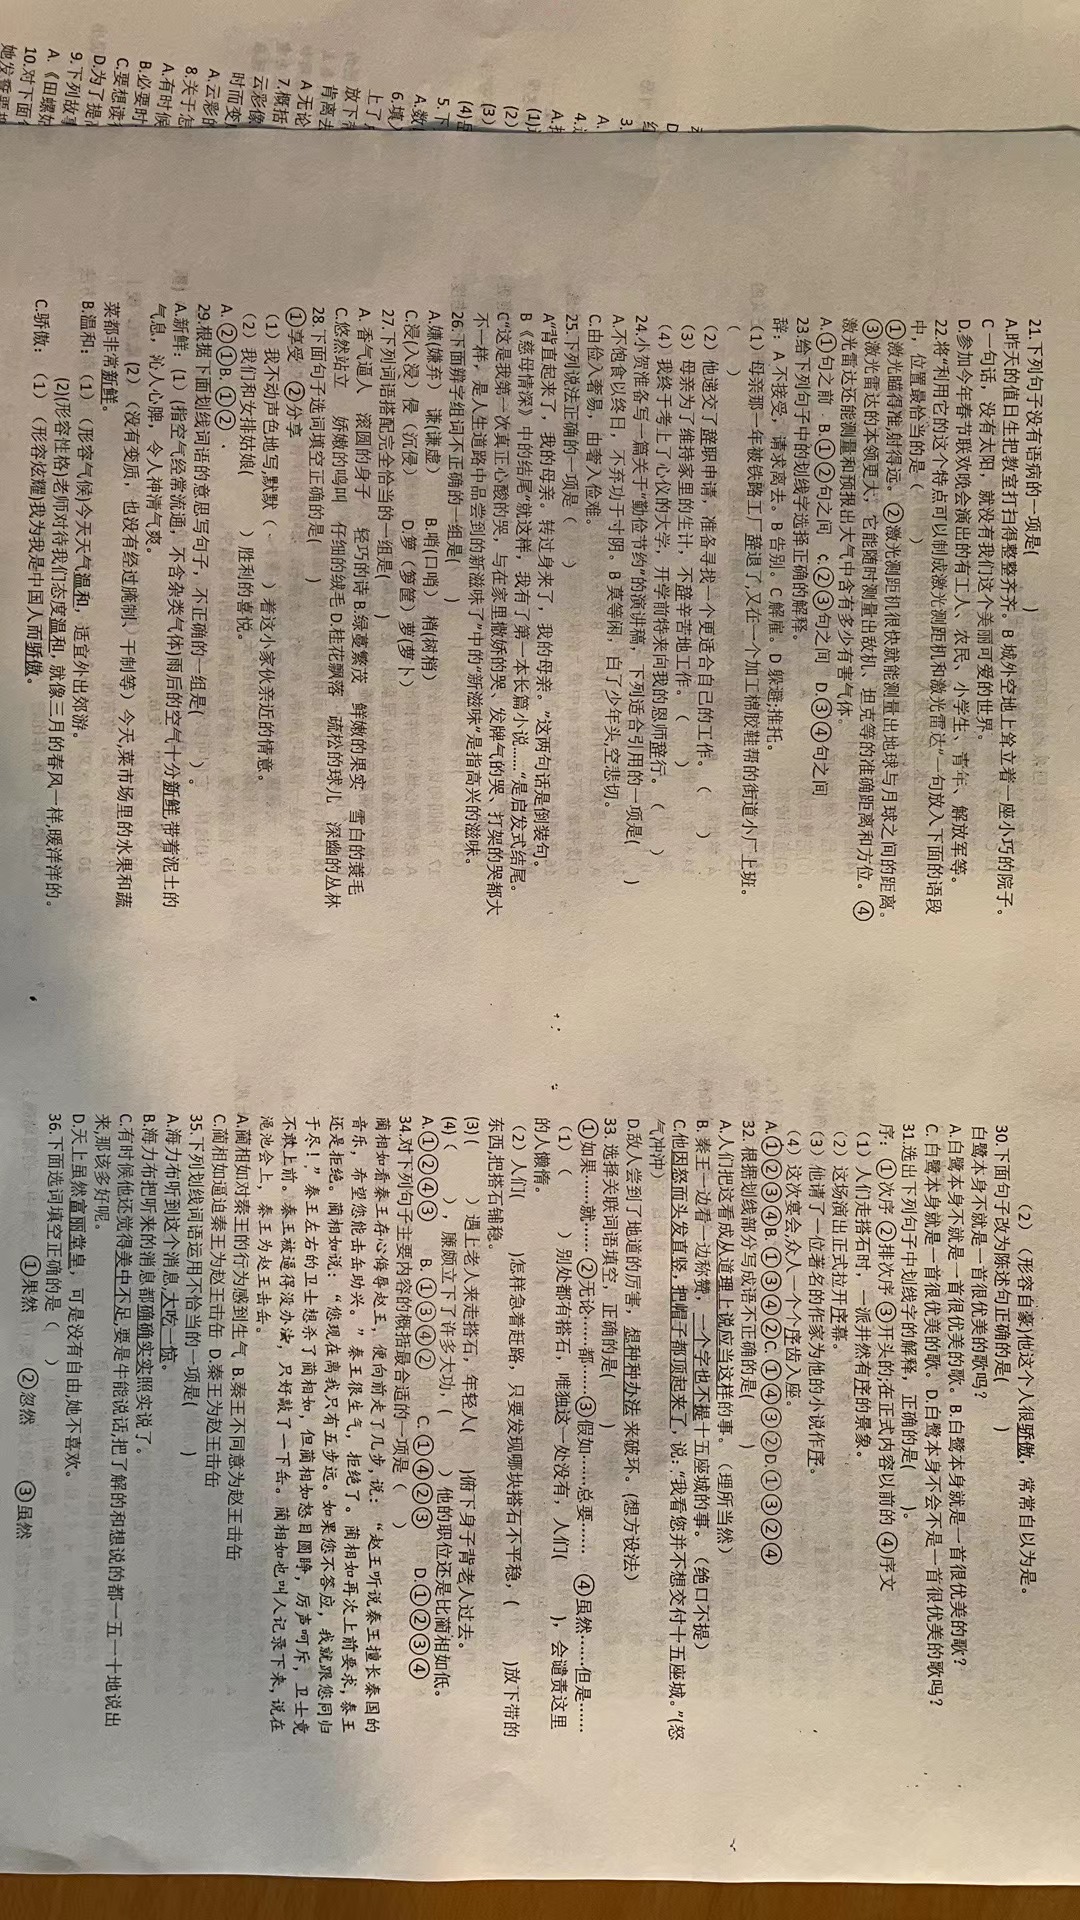 21.下列句子没有语病的一项是( )
A.昨天的值日生把教室打扫得整整齐齐。B 城外空地上耸立着一座小巧的院子。
C 一句话，没有太阳，就没有我们这个美丽可爱的世界。
D.参加今年春节联欢晚会演出的有工人、农民，小学生、青年、解放军等。
22.将“利用它的这个特点可以制成激光测距机和激光雷达”一句放入下面的语段
中，位置最恰当的是（ ）
①激光瞄得准，射得远。②激光测距机很快就能测量出地球与月球之间的距离。
③激光雷达的本领更大，它能随时测量出敌机、坦克等的准确距离和方位。④
激光雷达还能测量和预报出大气中含有多少有害气体。
A.①句之前 B.①②句之间 C.②③句之间 D.③④句之间
23.给下列句子中的划线字选择正确的解释。
辞：A 不接受，请求离去。B 告别。C 解雇。D 躲避;推托。
（1）母亲那一年被铁路工厂辞退了,又在一个加工棉胶鞋帮的街道小厂上班。
（ ）
（2）他递交了辞职申请，准备寻找一个更适合自己的工作。（ ）
（3）母亲为了维持家里的生计，不辞辛苦地工作。（ ）
（4）我终于考上了心仪的大学，开学前特来向我的恩师辞行。（ ）
24.小贺准备写一篇关于“勤俭节约”的演讲稿，下列适合引用的一项是( )
A.不饱食以终日，不弃功于寸阴。B 莫等闲，白了少年头,空悲切。
C.由俭入奢易，由奢入俭难。
25.下列说法正确的一项是（ ）
A“背直起来了，我的母亲。转过身来了，我的母亲。”这两句话是倒装句。
B《慈母情深》中的结尾“就这样，我有了第一本长篇小说……“是启发式结尾。
C“这是我第一次真正心酸的哭，与在家里撒娇的哭、发脾气的哭、打架的哭都大
不一样，是人生道路中品尝到的新滋味了”中的“新滋味”是指高兴的滋味。
26.下面辨字组词不正确的一组是( )
A.嫌(嫌弃) 谦(谦虚) B.哨(口哨) 梢(树梢)
C.浸(入浸) 侵（沉侵） D.箩（箩筐）萝(萝卜）
27.下列词语搭配完全恰当的一组是( )
A. 香气逼人 滚圆的身子 轻巧的诗 B.绿蔓繁茂 鲜嫩的果实 雪白的蓑毛
C.悠然站立 娇嫩的鸣叫 仔细的绒毛 D.桂花飘落 疏松的球儿 深幽的丛林
28.下面句子选词填空正确的是( )
①享受 ②分享
（1）我不动声色地写,默默（ ）着这小家伙亲近的情意。
（2）我们和女排姑娘（ ）胜利的喜悦。
A.②①B.①②
29.根据下面划线词语的意思写句子，不正确的一组是( )。
A.新鲜：(1)（指空气经常流通，不含杂类气体)雨后的空气十分新鲜,带着泥土的
气息，沁人心脾，令人神清气爽。
（2）（没有变质，也没有经过腌制、干制等）今天,菜市场里的水果和蔬
菜都非常新鲜。
B.温和：（1）（形容气候)今天天气温和，适宜外出郊游。
(2)(形容性格)老师对待我们态度温和，就像三月的春风一样,暖洋洋的。
C.骄傲：（1）（形容炫耀)我为我是中国人而骄傲。
（2）（形容自豪)他这个人很骄傲，常常自以为是。
30.下面句子改为陈述句正确的是( )
白鹭本身不就是一首很优美的歌吗?
A.白鹭本身不就是一首很优美的歌。B.白鹭本身就是一首很优美的歌?
C.白鹭本身就是一首很优美的歌。D.白鹭本身不会不是一首很优美的歌吗?
31.选出下列句子中划线字的解释，正确的是( )。
序：①次序 ②排次序 ③开头的;在正式内容以前的 ④序文
（1）人们走搭石时，一派井然有序的景象。
（2）这场演出正式拉开序幕。
（3）他请了一位著名的作家为他的小说作序。
（4）这次宴会,众人一个个序齿入座。
A.①②③④B.①③④②C.①④③②D.①③②④
32.根据划线部分写成语不正确的是( )
A.人们把这看成从道理上说应当这样的事。（理所当然）
B.秦王一边看一边称赞，一个字也不提十五座城的事。（绝口不提）
C.他因怒而头发直竖，把帽子都顶起来了，说：“我看您并不想交付十五座城。”(怒
气冲冲）
D.敌人尝到了地道的厉害，想种种办法来破坏。(想方设法）
33.选择关联词语填空，正确的是( )
①如果……就…… ②无论……都……③假如……总要…… ④虽然……但是……
（1）（ ）别处都有搭石，唯独这一处没有，人们( )，会谴责这里
的人懒惰。
（2）人们( )怎样急着赶路，只要发现哪块搭石不平稳，( )放下带的
东西,把搭石铺稳。
(3)( )遇上老人来走搭石，年轻人( )俯下身子背老人过去。
(4)（ ），廉颇立下了许多大功，（ ）他的职位还是比蔺相如低。
A.①②④③ B.①③④② C.①④②③ D.①②③④
34.对下列句子主要内容的概括最合适的一项是（ ）
蔺相如看秦王存心侮辱赵王，便向前走了几步,说：“赵王听说秦王擅长秦国的
音乐，希望您能击缶助兴。”秦王很生气，拒绝了。蔺相如再次上前要求,秦王
还是拒绝。蔺相如说：“您现在离我只有五步远。如果您不答应，我就跟您同归
于尽！”秦王左右的卫士想杀了蔺相如，但蔺相如怒目圆睁，厉声呵斥，卫士竟
不敢上前。秦王被逼得没办法，只好敲了一下缶。蔺相如也叫人记录下来,说在
渑池会上，秦王为赵王击缶。
A.蔺相如对秦王的行为感到生气 B.秦王不同意为赵王击缶
C.蔺相如逼迫秦王为赵王击缶 D.秦王为赵王击缶
35.下列划线词语运用不恰当的一项是( )
A.海力布听到这个消息,大吃一惊。
B.海力布把听来的消息都确确实实照实说了。
C.有时候他还觉得美中不足,要是牛能说话,把了解的和想说的都一五一十地说出
来,那该多好呢。
D.天上虽然富丽堂皇，可是没有自由,她不喜欢。
36.下面选词填空正确的是（ ）
①果然 ②忽然 ③虽然